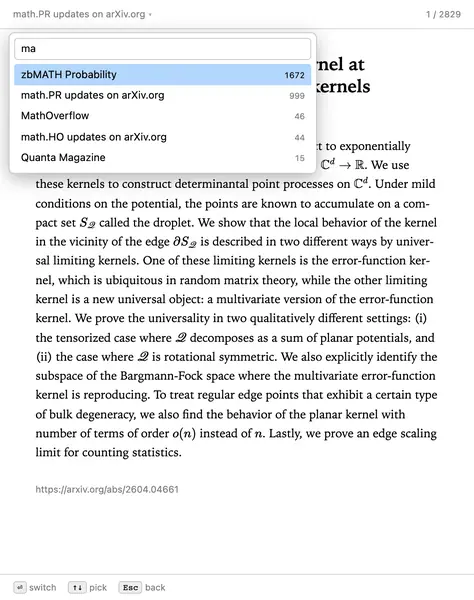 math.PR updates on arXiv.org
1 / 2829
ma
zbMATH Probability 1672
math.PR updates on arXiv.org 999
MathOverflow 46
math.HO updates on arXiv.org 44
Quanta Magazine 15
nel at
kernels
ct to exponentially
ℂᵈ → ℝ. We use
these kernels to construct determinantal point processes on ℂᵈ. Under mild
conditions on the potential, the points are known to accumulate on a com-
pact set S𝒬 called the droplet. We show that the local behavior of the kernel
in the vicinity of the edge ∂S𝒬 is described in two different ways by univer-
sal limiting kernels. One of these limiting kernels is the error-function ker-
nel, which is ubiquitous in random matrix theory, while the other limiting
kernel is a new universal object: a multivariate version of the error-function
kernel. We prove the universality in two qualitatively different settings: (i)
the tensorized case where 𝒬 decomposes as a sum of planar potentials, and
(ii) the case where 𝒬 is rotational symmetric. We also explicitly identify the
subspace of the Bargmann-Fock space where the multivariate error-function
kernel is reproducing. To treat regular edge points that exhibit a certain type
of bulk degeneracy, we also find the behavior of the planar kernel with
number of terms of order o(n) instead of n. Lastly, we prove an edge scaling
limit for counting statistics.
https://arxiv.org/abs/2604.04661
⏎ switch ↑↓ pick Esc back